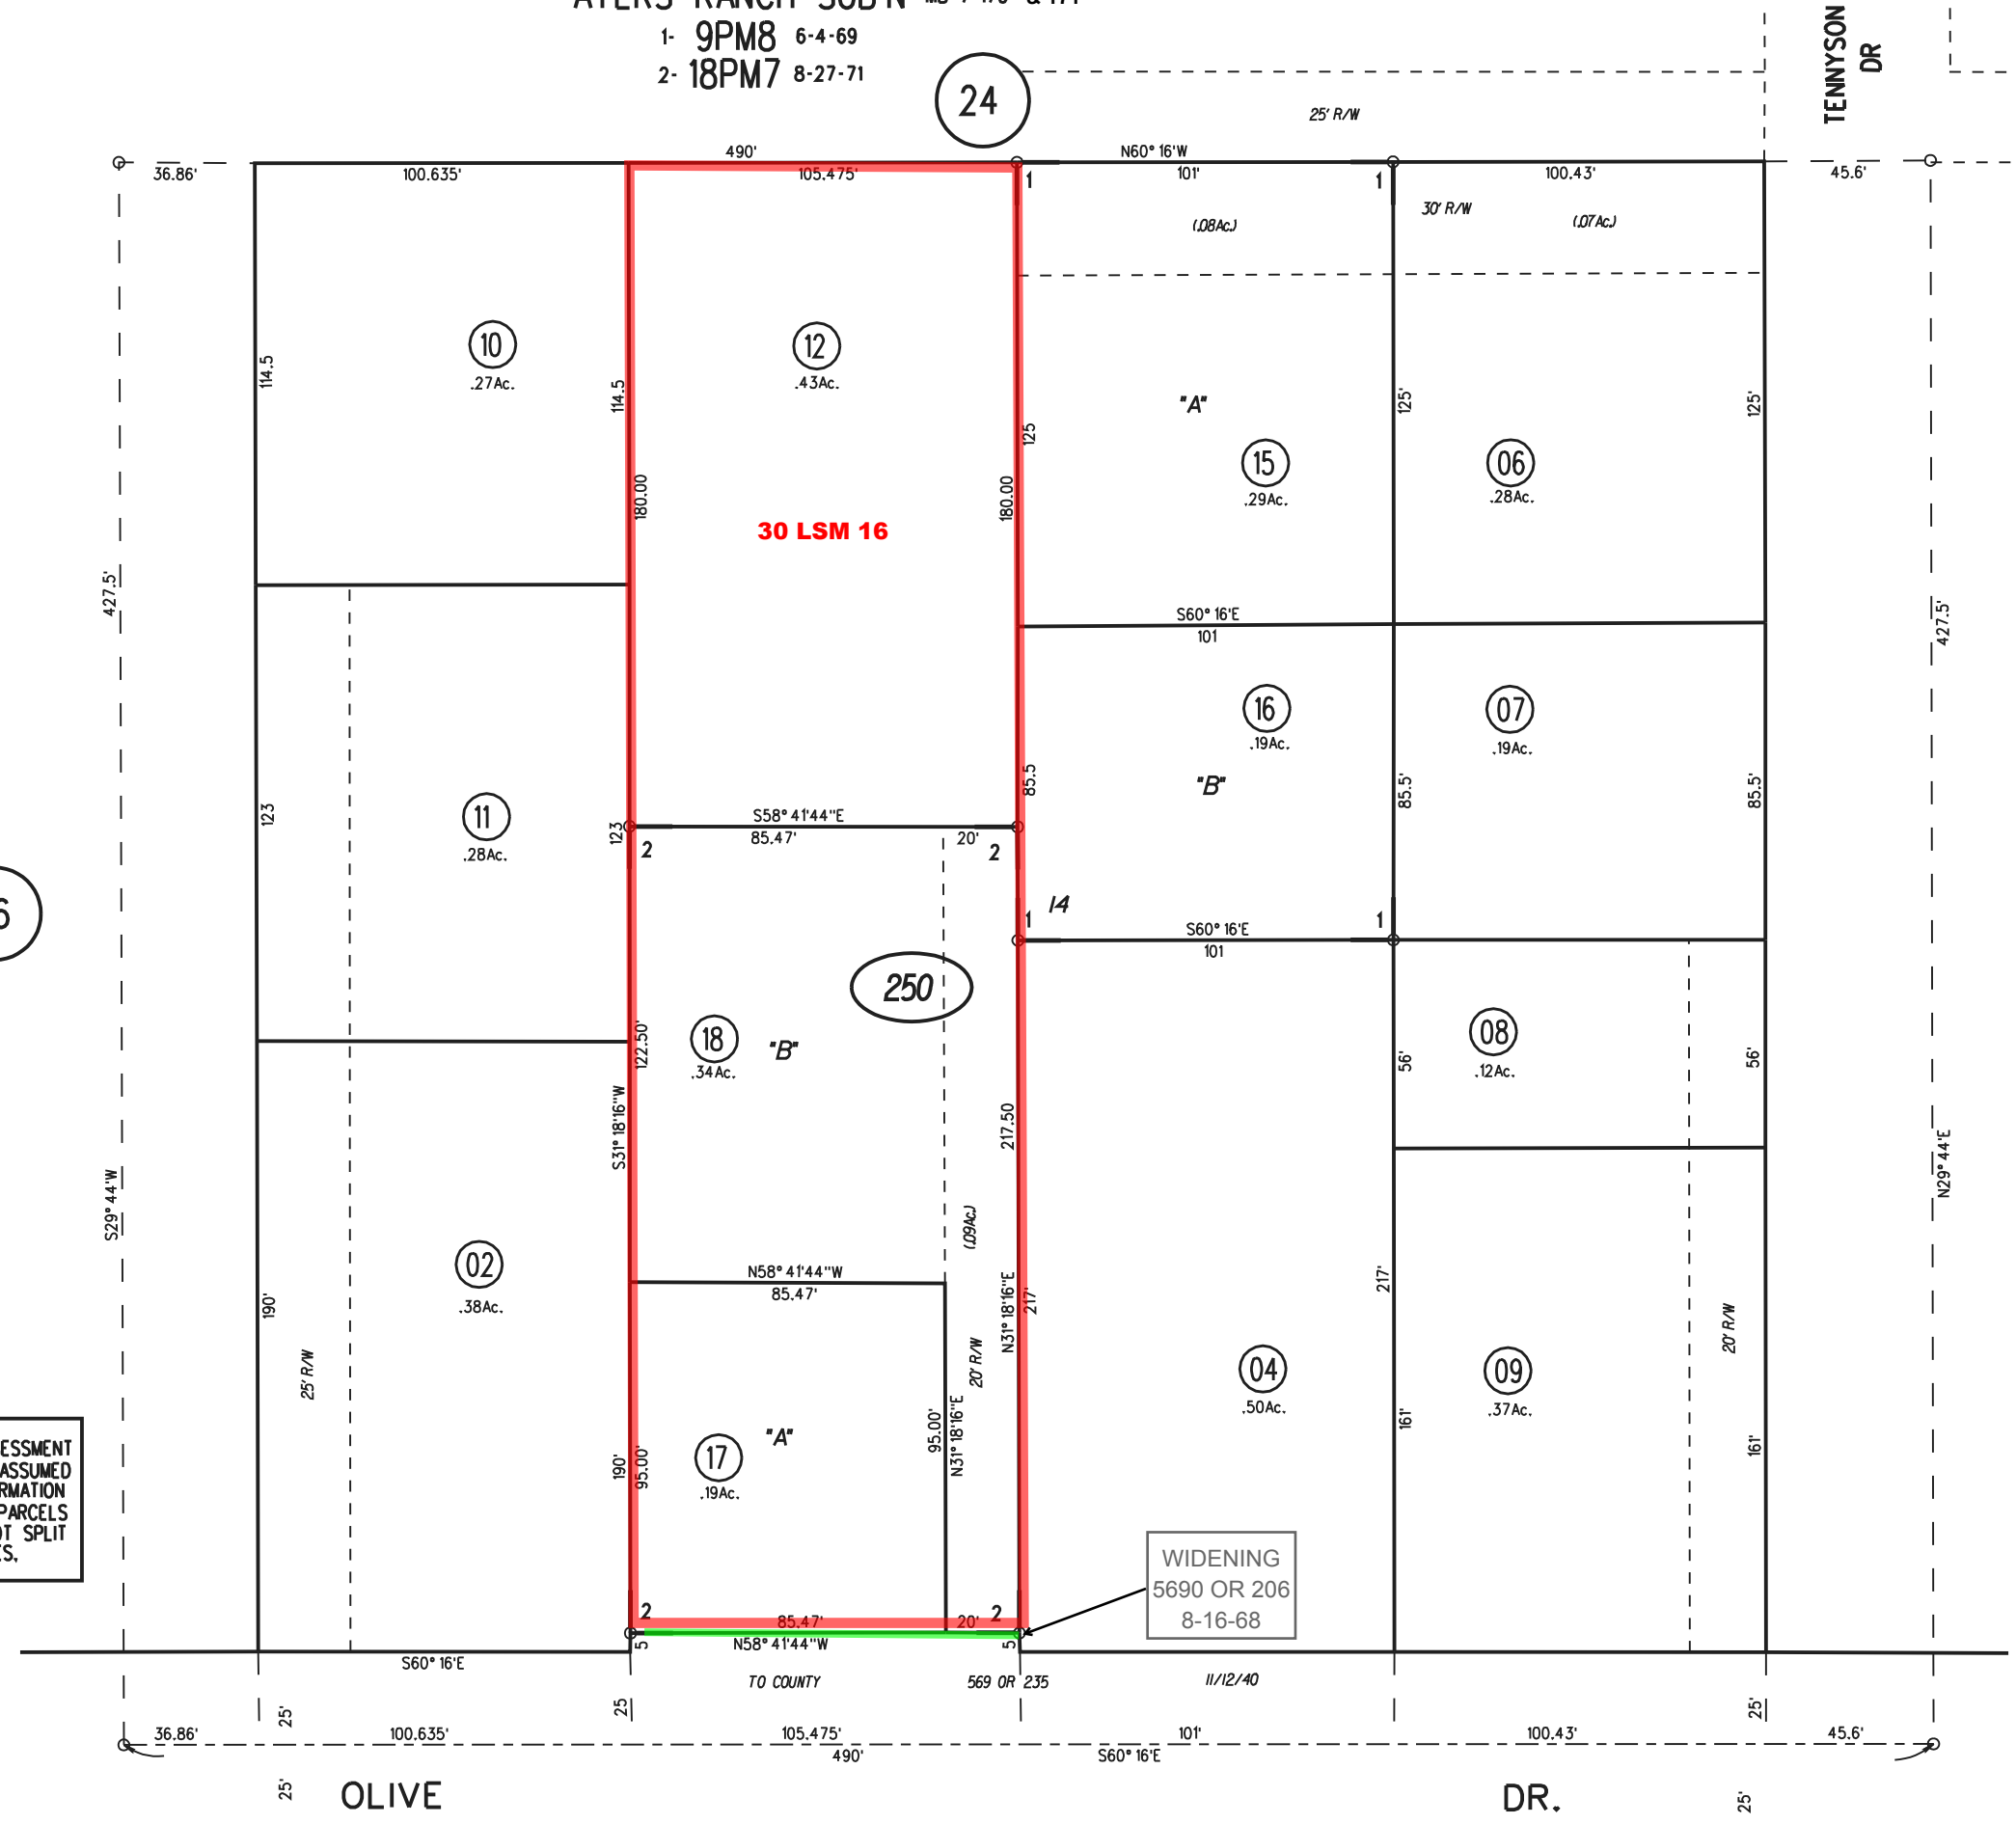 AYERS RANCH SUB'N
1- 9PM8 6-4-69
2- 18PM7 8-27-71
24
TENNYSON
DR
25' R/W
490'
N60° 16'W
36.86'
100.635'
105.475'
101'
100.43'
45.6'
1
1
30' R/W
(.08Ac.)
(.07Ac.)
10
.27Ac.
12
.43Ac.
114.5
114.5
"A"
125
125'
125'
15
.29Ac.
06
.28Ac.
180.00
180.00
30 LSM 16
427.5'
427.5'
S60° 16'E
101
16
.19Ac.
07
.19Ac.
85.5
"B"
85.5'
85.5'
123
11
.28Ac.
123
S58° 41'44"E
85.47'
20'
2
2
14
1
1
S60° 16'E
101
250
18
.34Ac.
"B"
122.50'
08
.12Ac.
56'
56'
S31° 18'16"W
217.50
S29° 44'W
N29° 44'E
(.09Ac.)
02
.38Ac.
190'
N58° 41'44"W
85.47'
N31° 18'16"E
217'
217'
25' R/W
20' R/W
20' R/W
04
.50Ac.
09
.37Ac.
95.00'
N31° 18'16"E
161'
161'
"A"
17
.19Ac.
190'
95.00'
ESSMENT
ASSUMED
RMATION
PARCELS
SPLIT
WIDENING
5690 OR 206
8-16-68
2
85.47'
20'
2
5
N58° 41'44"W
5
S60° 16'E
TO COUNTY
569 OR 235
11/12/40
25'
25
25'
36.86'
100.635'
105.475'
101'
100.43'
45.6'
490'
S60° 16'E
25'
OLIVE
DR.
25'